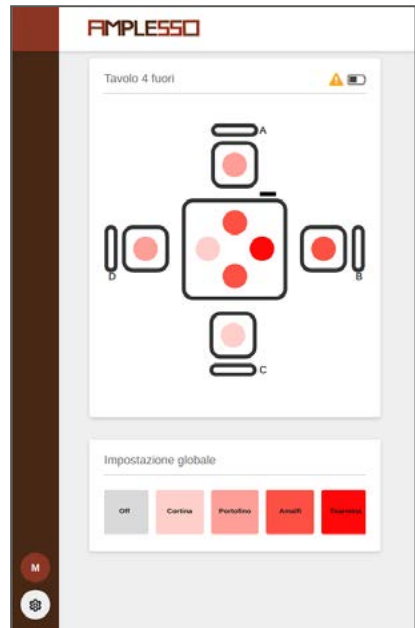 AMPLESSO
Tavolo 4 fuori
A
D
B
C
Impostazione globale
Off Cortina Portofino Amalfi Taormina
M